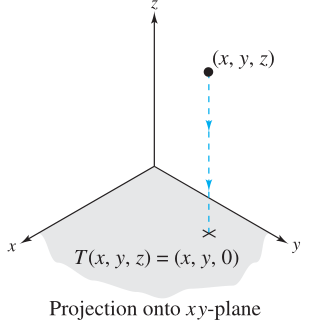 z
(x, y, z)
x
y
T(x, y, z) = (x, y, 0)
Projection onto xy-plane